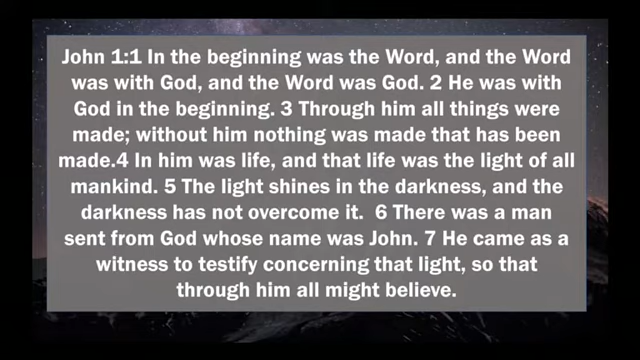 John 1:1 In the beginning was the Word, and the Word
was with God, and the Word was God. 2 He was with
God in the beginning. 3 Through him all things were
made; without him nothing was made that has been
made.4 In him was life, and that life was the light of all
mankind. 5 The light shines in the darkness, and the
darkness has not overcome it.  6 There was a man
sent from God whose name was John. 7 He came as a
witness to testify concerning that light, so that
through him all might believe.